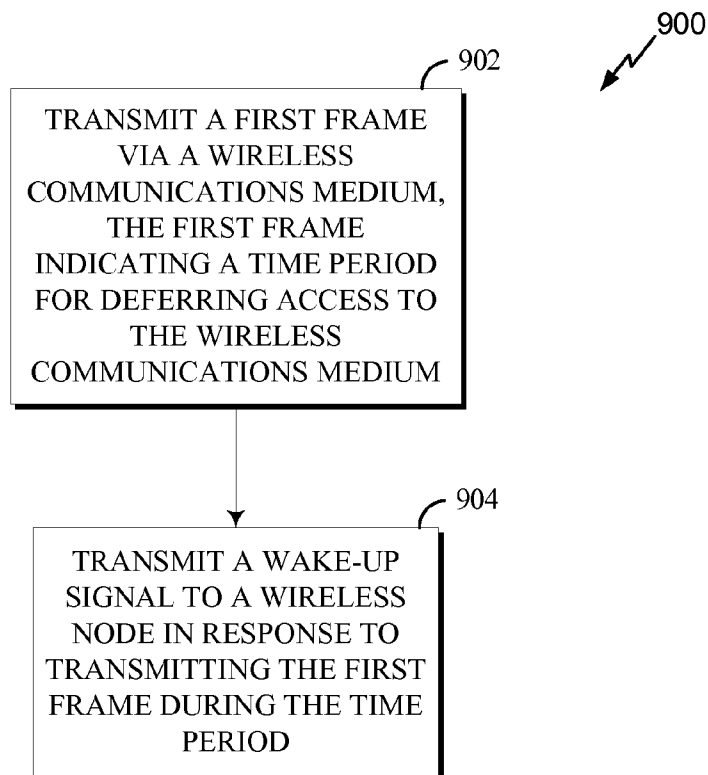 900
902
TRANSMIT A FIRST FRAME
VIA A WIRELESS
COMMUNICATIONS MEDIUM,
THE FIRST FRAME
INDICATING A TIME PERIOD
FOR DEFERRING ACCESS TO
THE WIRELESS
COMMUNICATIONS MEDIUM
904
TRANSMIT A WAKE-UP
SIGNAL TO A WIRELESS
NODE IN RESPONSE TO
TRANSMITTING THE FIRST
FRAME DURING THE TIME
PERIOD